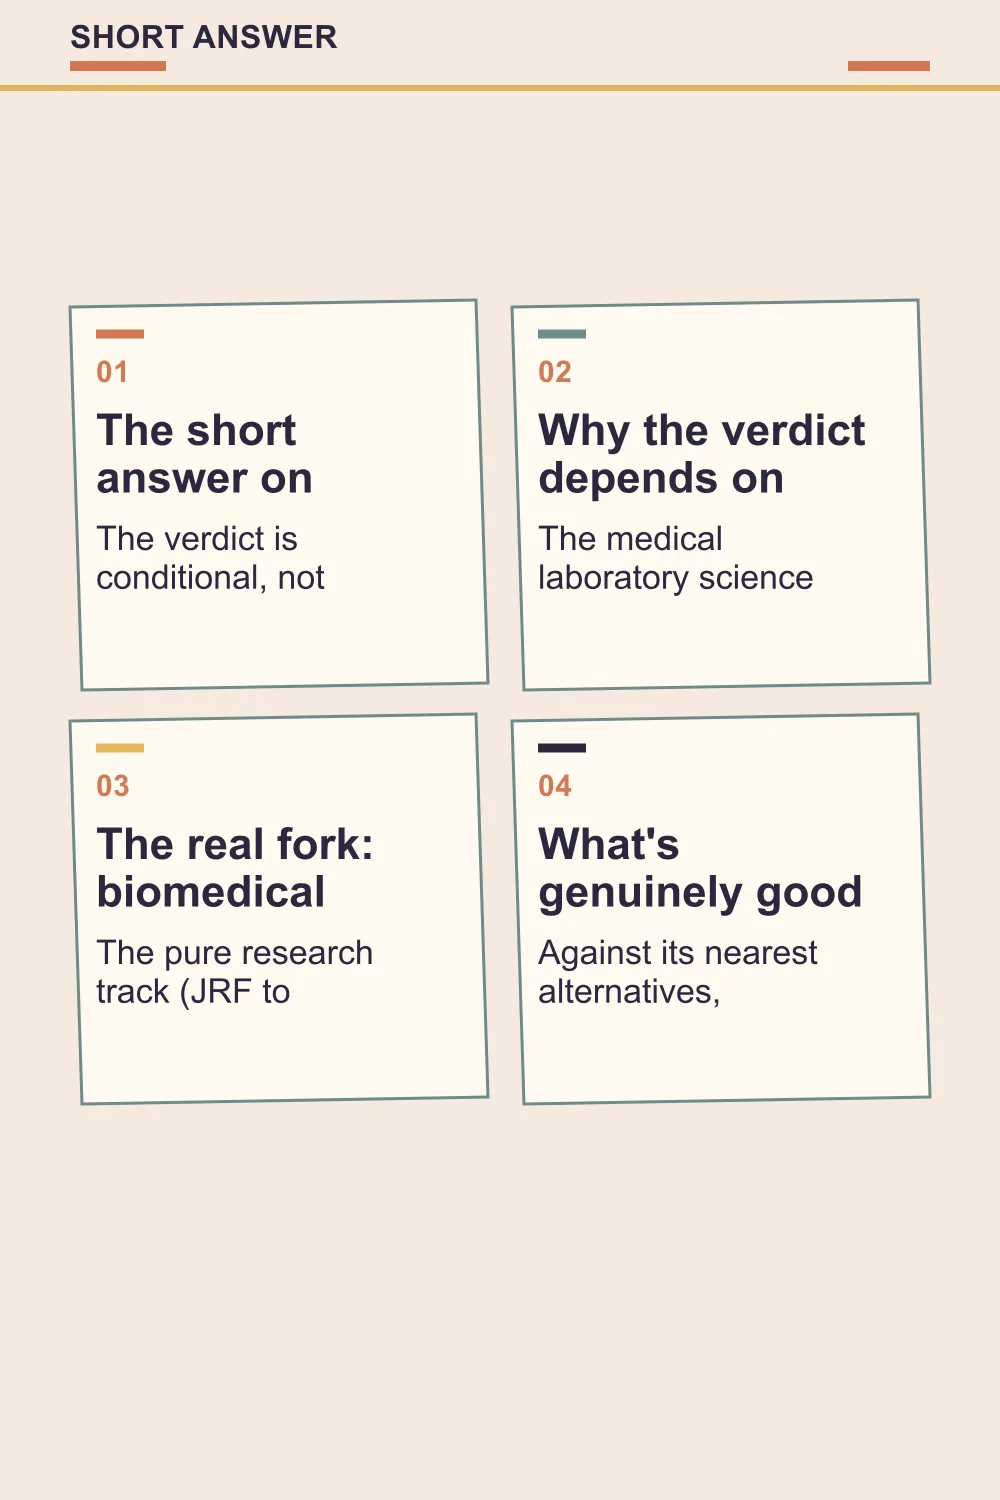 SHORT ANSWER
01
The short
answer on
The verdict is
conditional, not
02
Why the verdict
depends on
The medical
laboratory science
03
The real fork:
biomedical
The pure research
track (JRF to
04
What's
genuinely good
Against its nearest
alternatives,